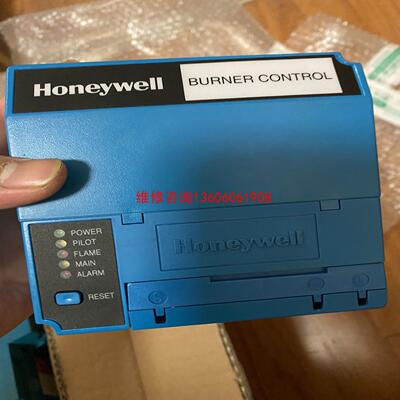 Honeywell
BURNER CONTROL
维修咨询13606061908
Honeywell
POWER
PILOT
FLAME
MAIN
ALARM
RESET